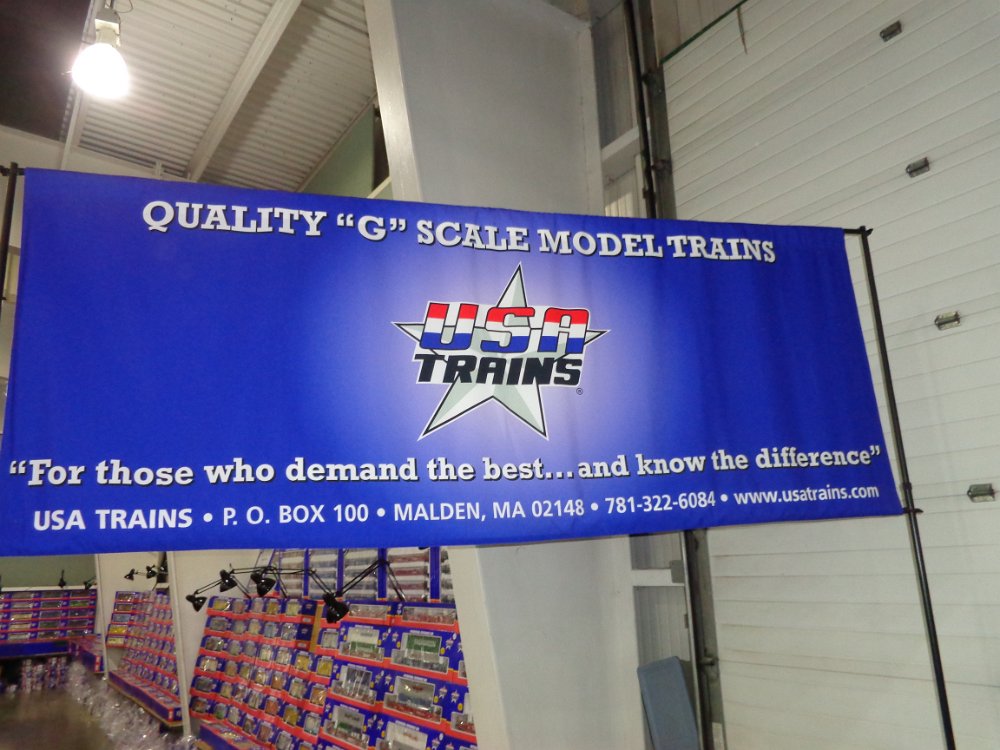 QUALITY “G” SCALE MODEL TRAINS
USA
TRAINS®
“For those who demand the best...and know the difference”
USA TRAINS • P. O. BOX 100 • MALDEN, MA 02148 • 781-322-6084 • www.usatrains.com